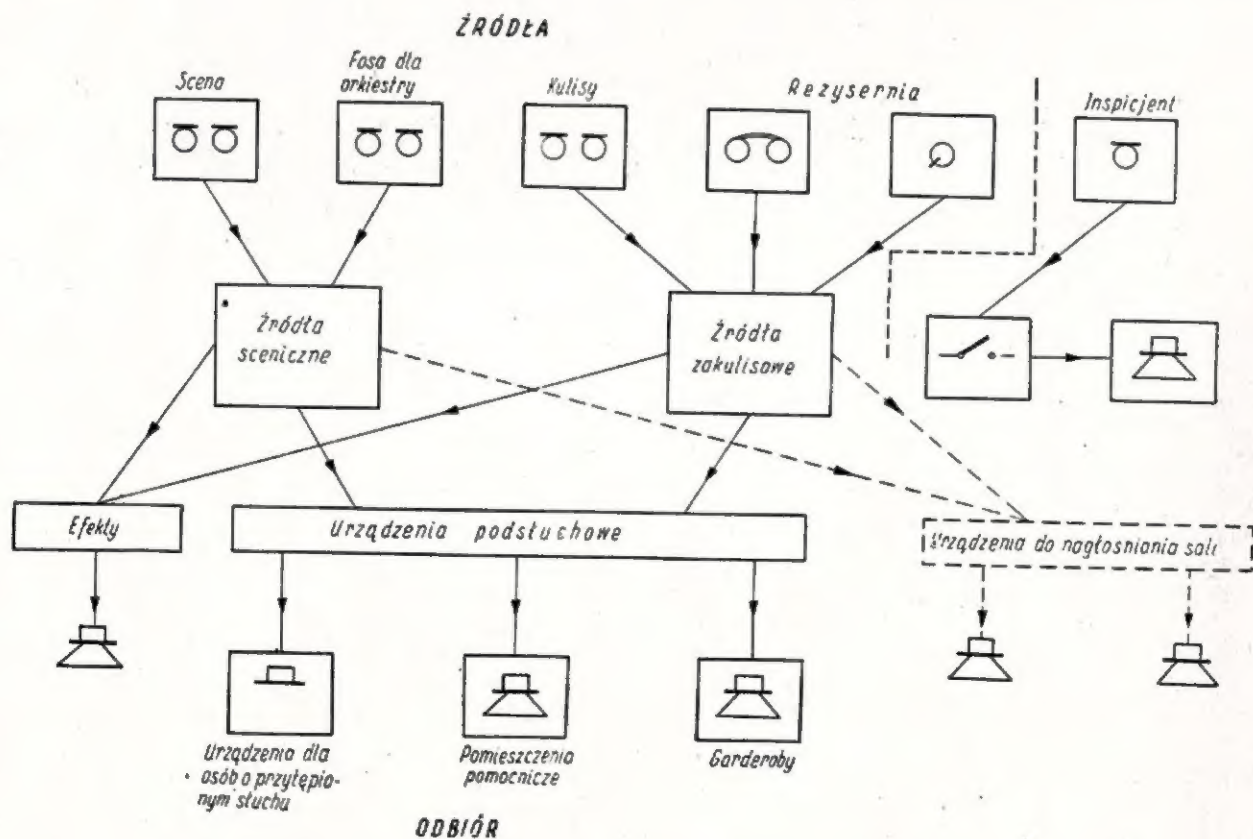 ŹRÓDŁA
Scena
Fosa dla
orkiestry
Kulisy
Reżysernia
Inspicjent
Źródła
sceniczne
Źródła
zakulisowe
Efekty
Urządzenia podsłuchowe
Urządzenia do nagłośniania sali
Urządzenia dla
osób o przytępio-
nym słuchu
Pomieszczenia
pomocnicze
Garderoby
ODBIÓR